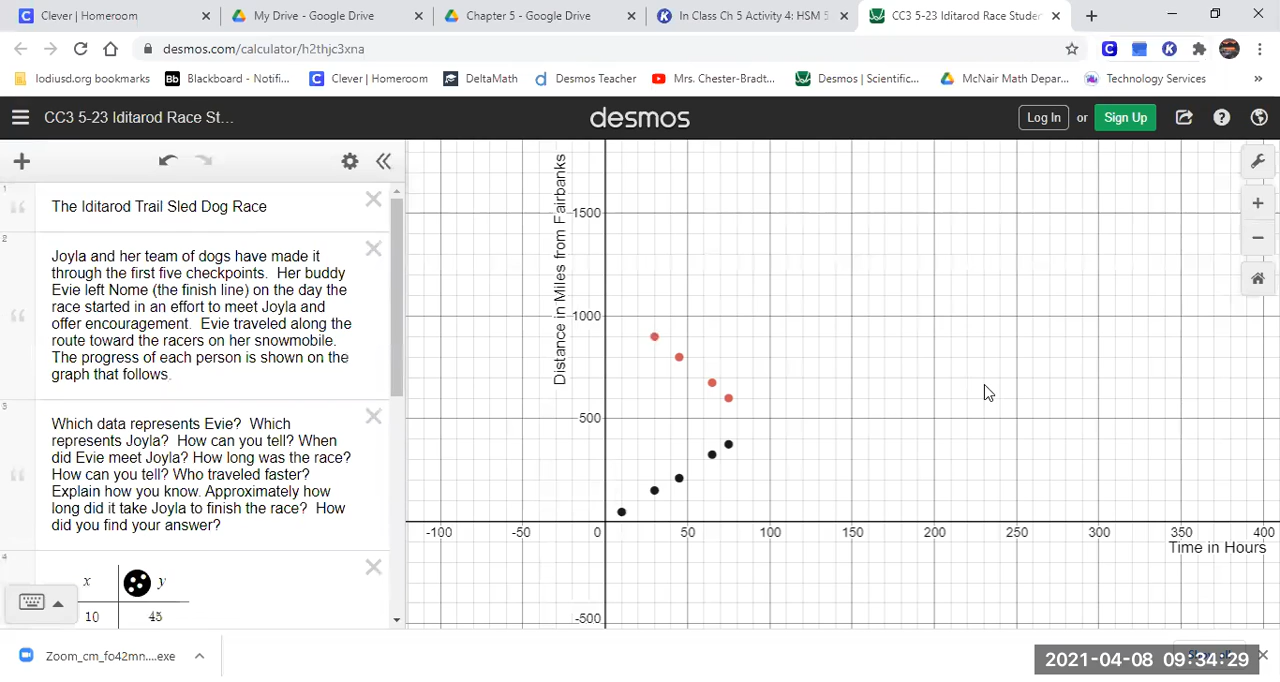 Clever | Homeroom
My Drive - Google Drive
Chapter 5 - Google Drive
In Class Ch 5 Activity 4: HSM 5
CC3 5-23 Iditarod Race Studen
desmos.com/calculator/h2thjc3xna
lodiusd.org bookmarks
Blackboard - Notifi...
Clever | Homeroom
DeltaMath
Desmos Teacher
Mrs. Chester-Bradt...
Desmos | Scientific...
McNair Math Depar...
Technology Services
»
CC3 5-23 Iditarod Race St...
desmos
Log In or Sign Up
1
The Iditarod Trail Sled Dog Race
2
Joyla and her team of dogs have made it
through the first five checkpoints. Her buddy
Evie left Nome (the finish line) on the day the
race started in an effort to meet Joyla and
offer encouragement. Evie traveled along the
route toward the racers on her snowmobile.
The progress of each person is shown on the
graph that follows.
3
Which data represents Evie? Which
represents Joyla? How can you tell? When
did Evie meet Joyla? How long was the race?
How can you tell? Who traveled faster?
Explain how you know. Approximately how
long did it take Joyla to finish the race? How
did you find your answer?
4
x y
10 45
Distance in Miles from Fairbanks
1500
1000
500
-100 -50 0 50 100 150 200 250 300 350 400
Time in Hours
-500
Zoom_cm_fo42mn....exe
2021-04-08 09:34:29